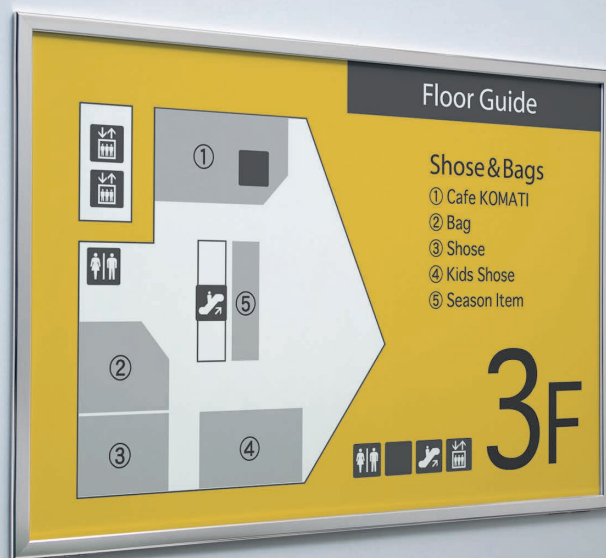 Floor Guide
Shose&Bags
① Cafe KOMATI
② Bag
③ Shose
④ Kids Shose
⑤ Season Item
3F
①
⑤
②
③
④